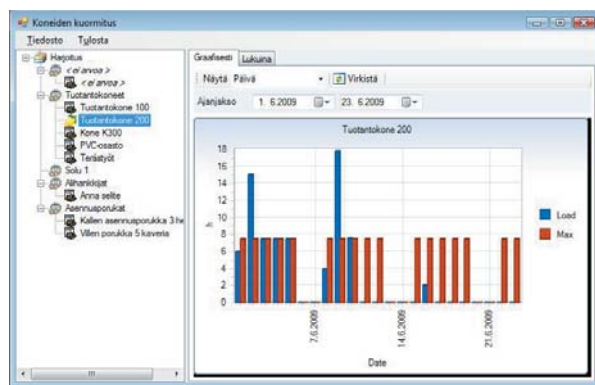 Koneiden kuormitus
Tiedosto Tulosta
Harjoitus
< ei arvoa >
< ei arvoa >
Tuotantokoneet
Tuotantokone 100
Tuotantokone 200
Kone K300
PVC-osasto
Terästyöt
Solu 1
Alihankkijat
Anna selite
Asennusporukat
Kallen asennusporukka 3 he
Villen porukka 5 kaveria
Graafisesti Lukuina
Näytä Päivä Virkistä
Ajanjakso 1. 6.2009 23. 6.2009
Tuotantokone 200
18
16
14
12
10
8
6
4
2
0
h
7.6.2009
14.6.2009
21.6.2009
Date
Load
Max